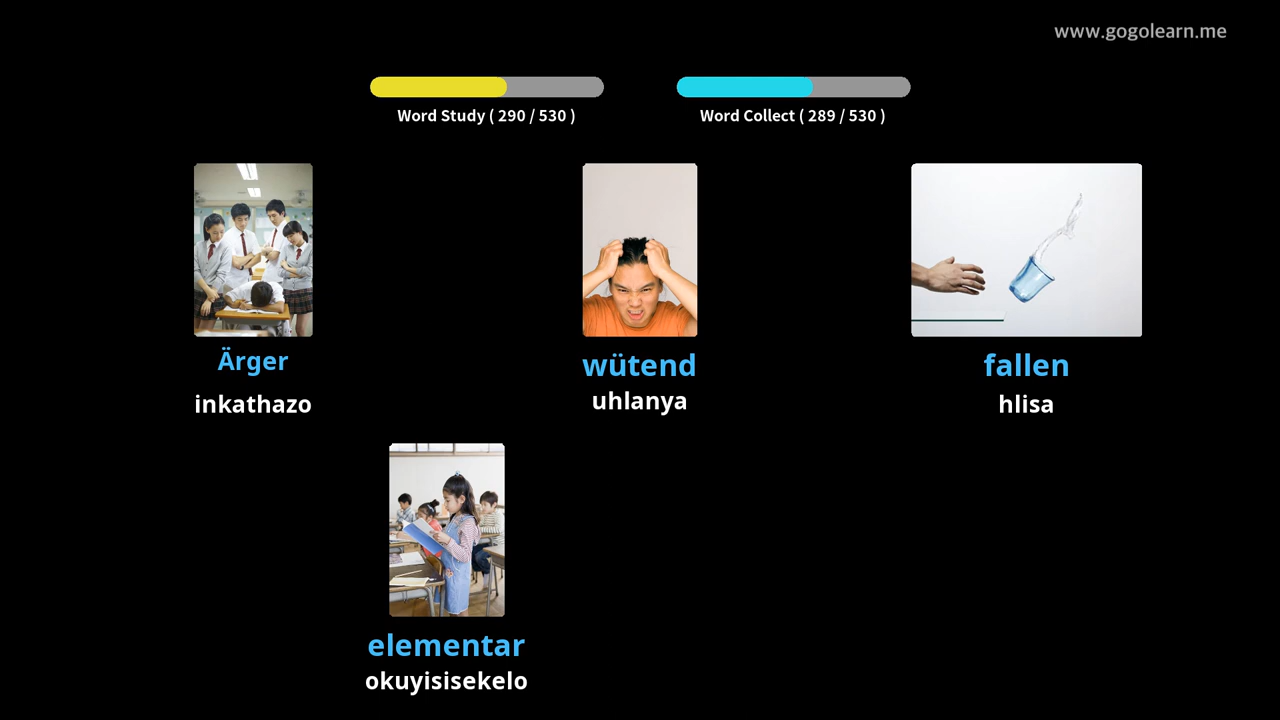 www.gogolearn.me
Word Study ( 290 / 530 )
Word Collect ( 289 / 530 )
Ärger
inkathazo
wütend
uhlanya
fallen
hlisa
elementar
okuyisisekelo